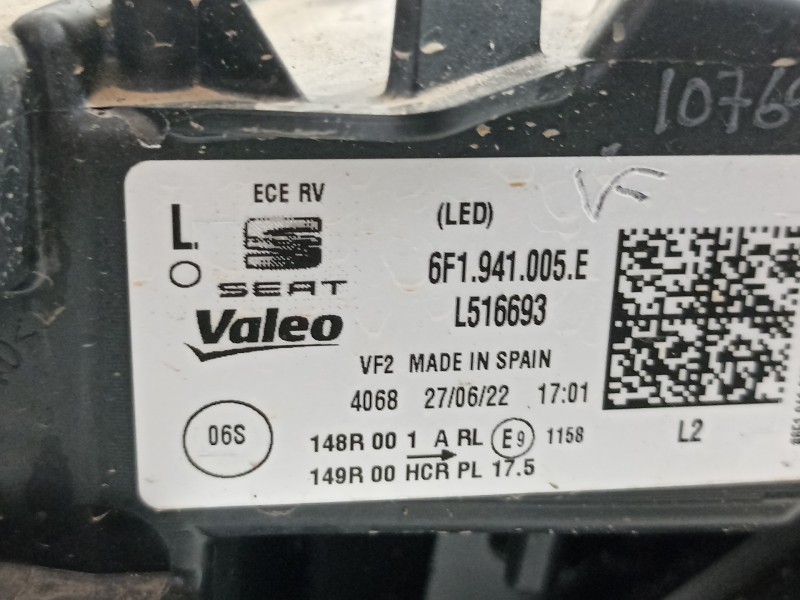 1076
VF
ECE RV
L.
SEAT
Valeo
(LED)
6F1.941.005.E
L516693
VF2 MADE IN SPAIN
4068 27/06/22 17:01
06S
148R 00 1 A RL E9 1158
149R 00 HCR PL 17.5
L2